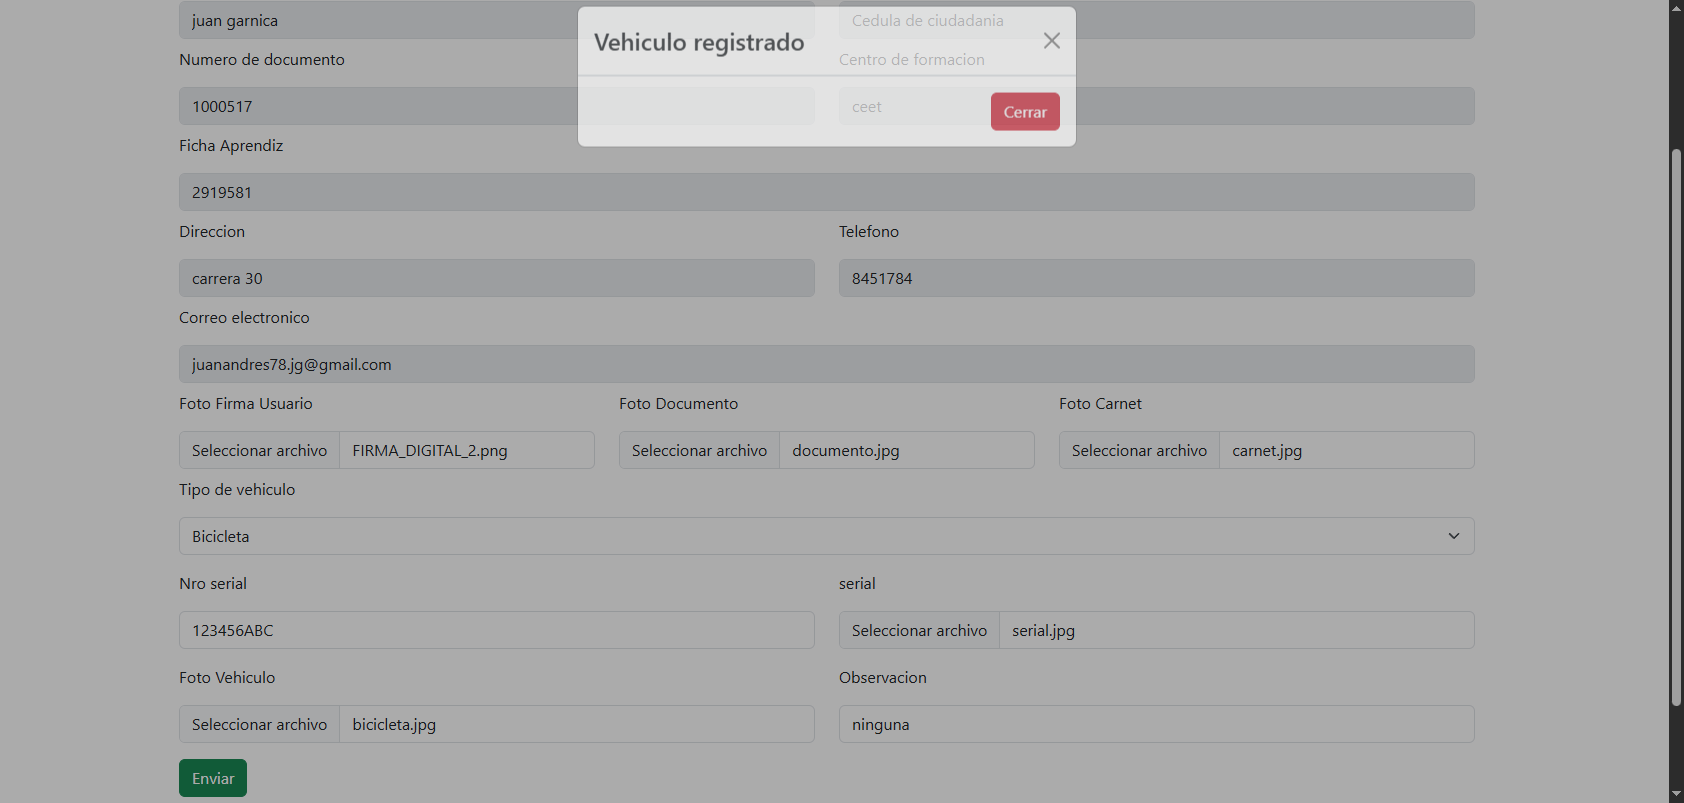 juan garnica
Cedula de ciudadania
Vehiculo registrado
Numero de documento
Centro de formacion
1000517
ceet
Cerrar
Ficha Aprendiz
2919581
Direccion
Telefono
carrera 30
8451784
Correo electronico
juanandres78.jg@gmail.com
Foto Firma Usuario
Foto Documento
Foto Carnet
Seleccionar archivo FIRMA_DIGITAL_2.png
Seleccionar archivo documento.jpg
Seleccionar archivo carnet.jpg
Tipo de vehiculo
Bicicleta
Nro serial
serial
123456ABC
Seleccionar archivo serial.jpg
Foto Vehiculo
Observacion
Seleccionar archivo bicicleta.jpg
ninguna
Enviar